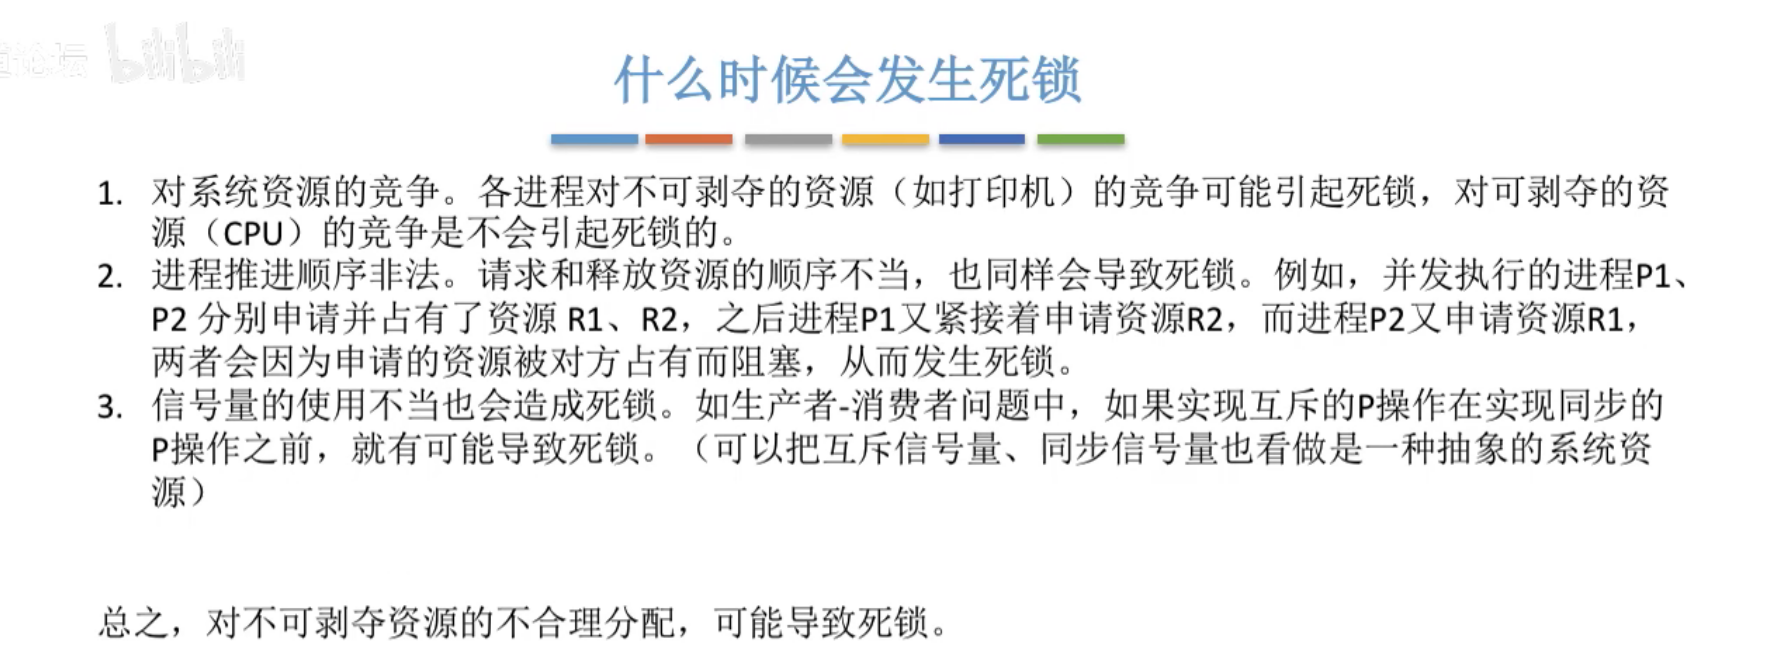 道论坛 bilibili
什么时候会发生死锁
1. 对系统资源的竞争。各进程对不可剥夺的资源（如打印机）的竞争可能引起死锁，对可剥夺的资
源（CPU）的竞争是不会引起死锁的。
2. 进程推进顺序非法。请求和释放资源的顺序不当，也同样会导致死锁。例如，并发执行的进程P1、
P2 分别申请并占有了资源 R1、R2，之后进程P1又紧接着申请资源R2，而进程P2又申请资源R1，
两者会因为申请的资源被对方占有而阻塞，从而发生死锁。
3. 信号量的使用不当也会造成死锁。如生产者-消费者问题中，如果实现互斥的P操作在实现同步的
P操作之前，就有可能导致死锁。（可以把互斥信号量、同步信号量也看做是一种抽象的系统资
源）
总之，对不可剥夺资源的不合理分配，可能导致死锁。